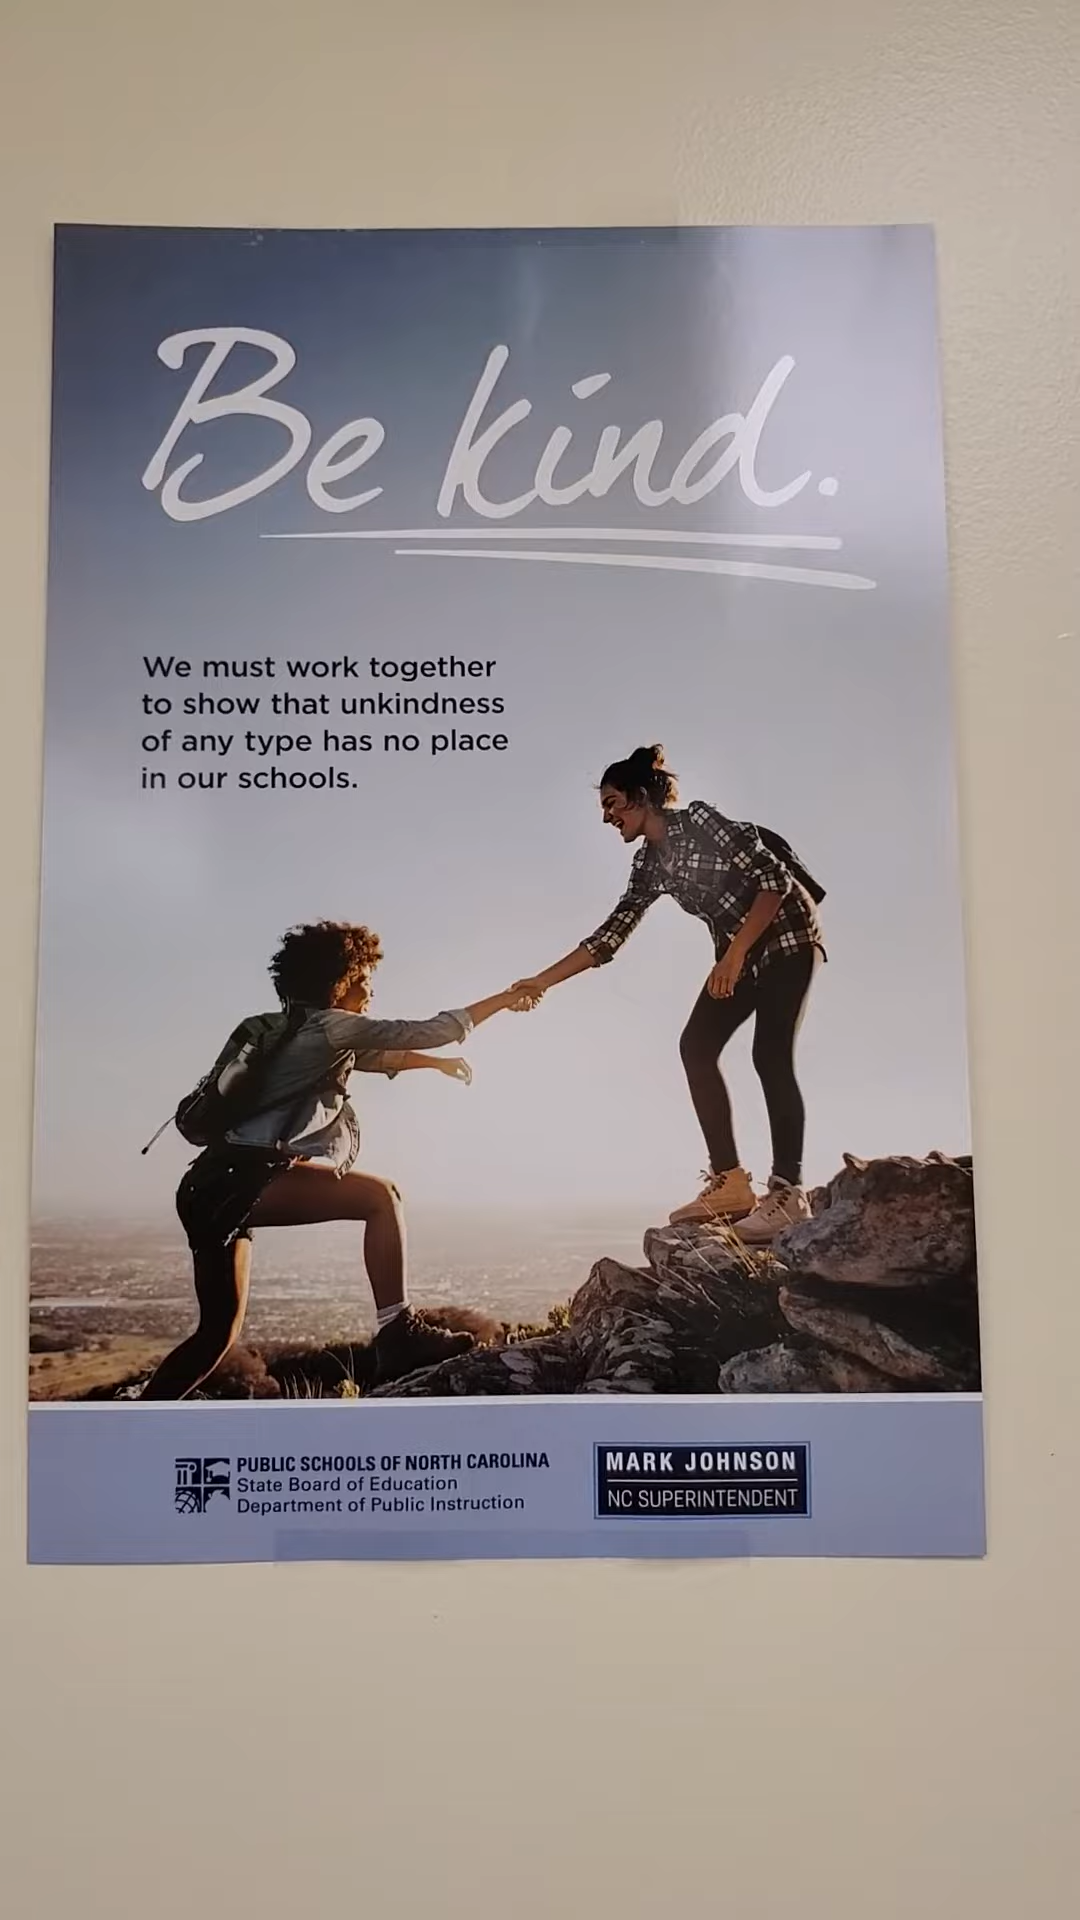 Be kind.
We must work together
to show that unkindness
of any type has no place
in our schools.
PUBLIC SCHOOLS OF NORTH CAROLINA
State Board of Education
Department of Public Instruction
MARK JOHNSON
NC SUPERINTENDENT